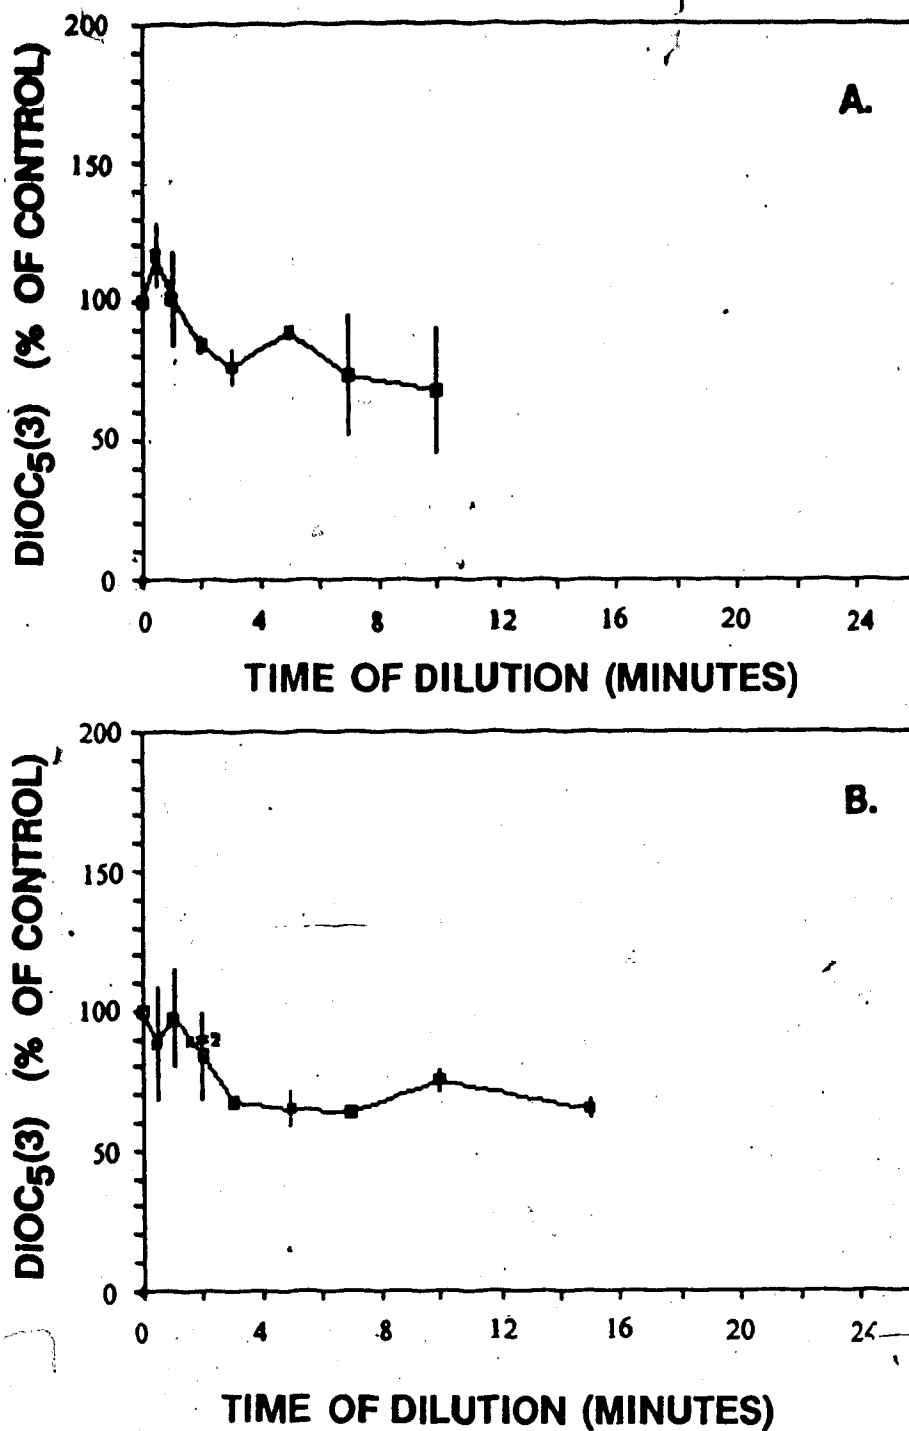 200
150
100
50
0
DiOC5(3) (% OF CONTROL)
A.
0 4 8 12 16 20 24
TIME OF DILUTION (MINUTES)
200
150
100
50
0
DiOC5(3) (% OF CONTROL)
B.
n=2
0 4 8 12 16 20 24
TIME OF DILUTION (MINUTES)